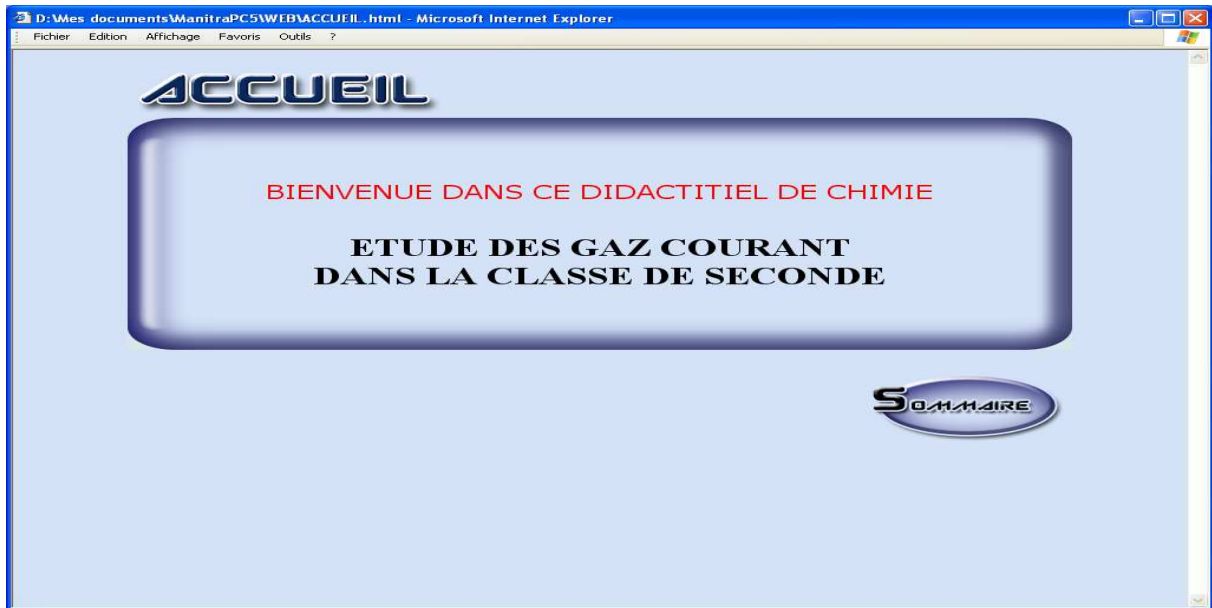 D:\Mes documents\ManitraPC5\WEB\ACCUEIL.html - Microsoft Internet Explorer
Fichier Edition Affichage Favoris Outils ?
ACCUEIL
BIENVENUE DANS CE DIDACTITIEL DE CHIMIE
ETUDE DES GAZ COURANT
DANS LA CLASSE DE SECONDE
SOMMAIRE